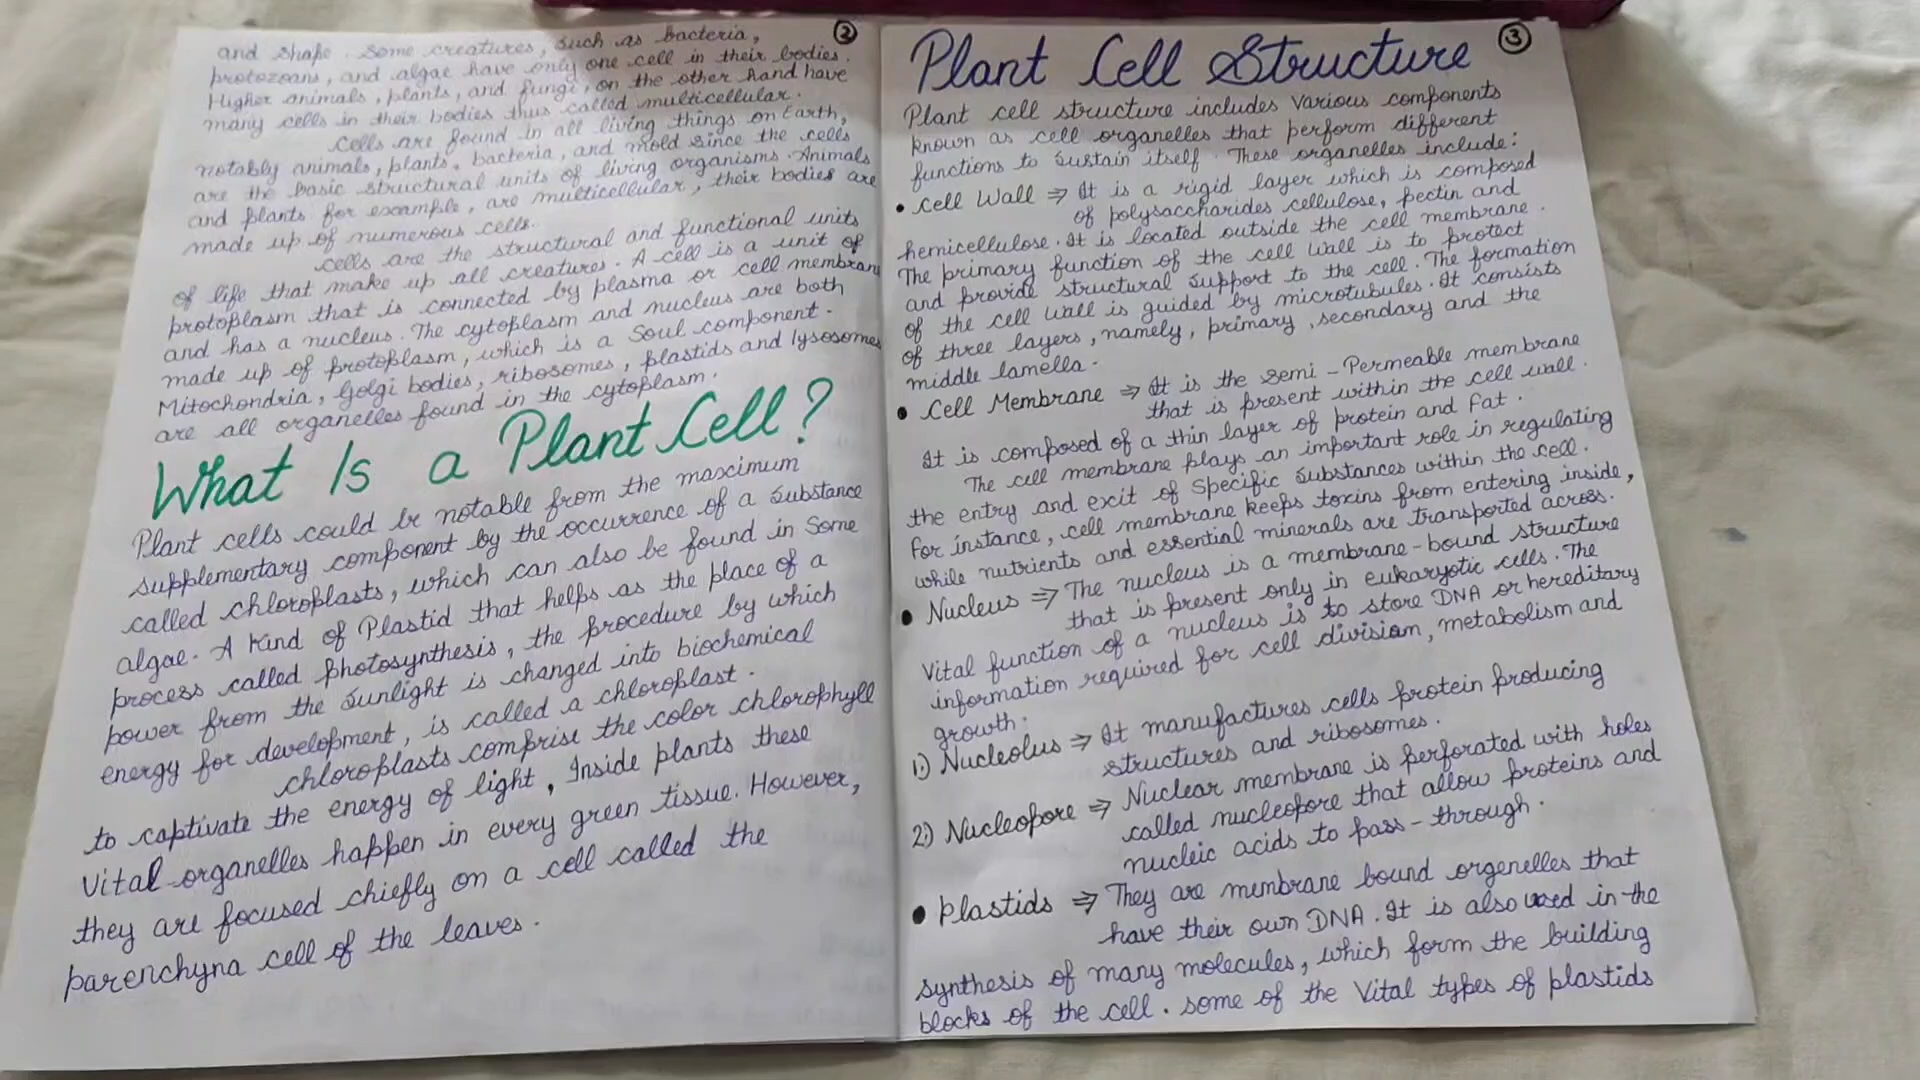 ②
and shape. Some creatures, such as bacteria,
protozoans, and algae have only one cell in their bodies.
Higher animals, plants, and fungi, on the other hand have
many cells in their bodies thus called multicellular.
Cells are found in all living things on Earth,
notably animals, plants, bacteria, and mold since the cells
are the basic structural units of living organisms. Animals
and plants for example, are multicellular, their bodies are
made up of numerous cells.
cells are the structural and functional units
of life that make up all creatures. A cell is a unit of
protoplasm that is connected by plasma or cell membrane
and has a nucleus. The cytoplasm and nucleus are both
made up of protoplasm, which is a Soul component.
Mitochondria, Golgi bodies, ribosomes, plastids and lysosomes
are all organelles found in the cytoplasm.
What Is a Plant Cell?
Plant cells could be notable from the maximum
supplementary component by the occurrence of a substance
called chloroplasts, which can also be found in Some
algae. A Kind of Plastid that helps as the place of a
process called photosynthesis, the procedure by which
power from the sunlight is changed into biochemical
energy for development, is called a chloroplast.
chloroplasts comprise the color chlorophyll
to captivate the energy of light, Inside plants these
Vital organelles happen in every green tissue. However,
they are focused chiefly on a cell called the
parenchyna cell of the leaves.
③
Plant Cell Structure
Plant cell structure includes various components
known as cell organelles that perform different
functions to sustain itself. These organelles include:
• Cell Wall ⇒ It is a rigid layer which is composed
of polysaccharides cellulose, pectin and
hemicellulose. It is located outside the cell membrane.
The primary function of the cell wall is to protect
and provide structural support to the cell. The formation
of the cell wall is guided by microtubules. It consists
of three layers, namely, primary, secondary and the
middle lamella.
• Cell Membrane ⇒ It is the semi-Permeable membrane
that is present within the cell wall.
It is composed of a thin layer of protein and fat.
The cell membrane plays an important role in regulating
the entry and exit of specific substances within the cell.
For instance, cell membrane keeps toxins from entering inside,
while nutrients and essential minerals are transported across.
• Nucleus ⇒ The nucleus is a membrane-bound structure
that is present only in eukaryotic cells. The
Vital function of a nucleus is to store DNA or hereditary
information required for cell division, metabolism and
growth.
1.) Nucleolus ⇒ It manufactures cells protein producing
structures and ribosomes.
2.) Nucleopore ⇒ Nuclear membrane is perforated with holes
called nucleopore that allow proteins and
nucleic acids to pass-through.
• Plastids ⇒ They are membrane bound orgenelles that
have their own DNA. It is also used in the
synthesis of many molecules, which form the building
blocks of the cell. some of the Vital types of plastids